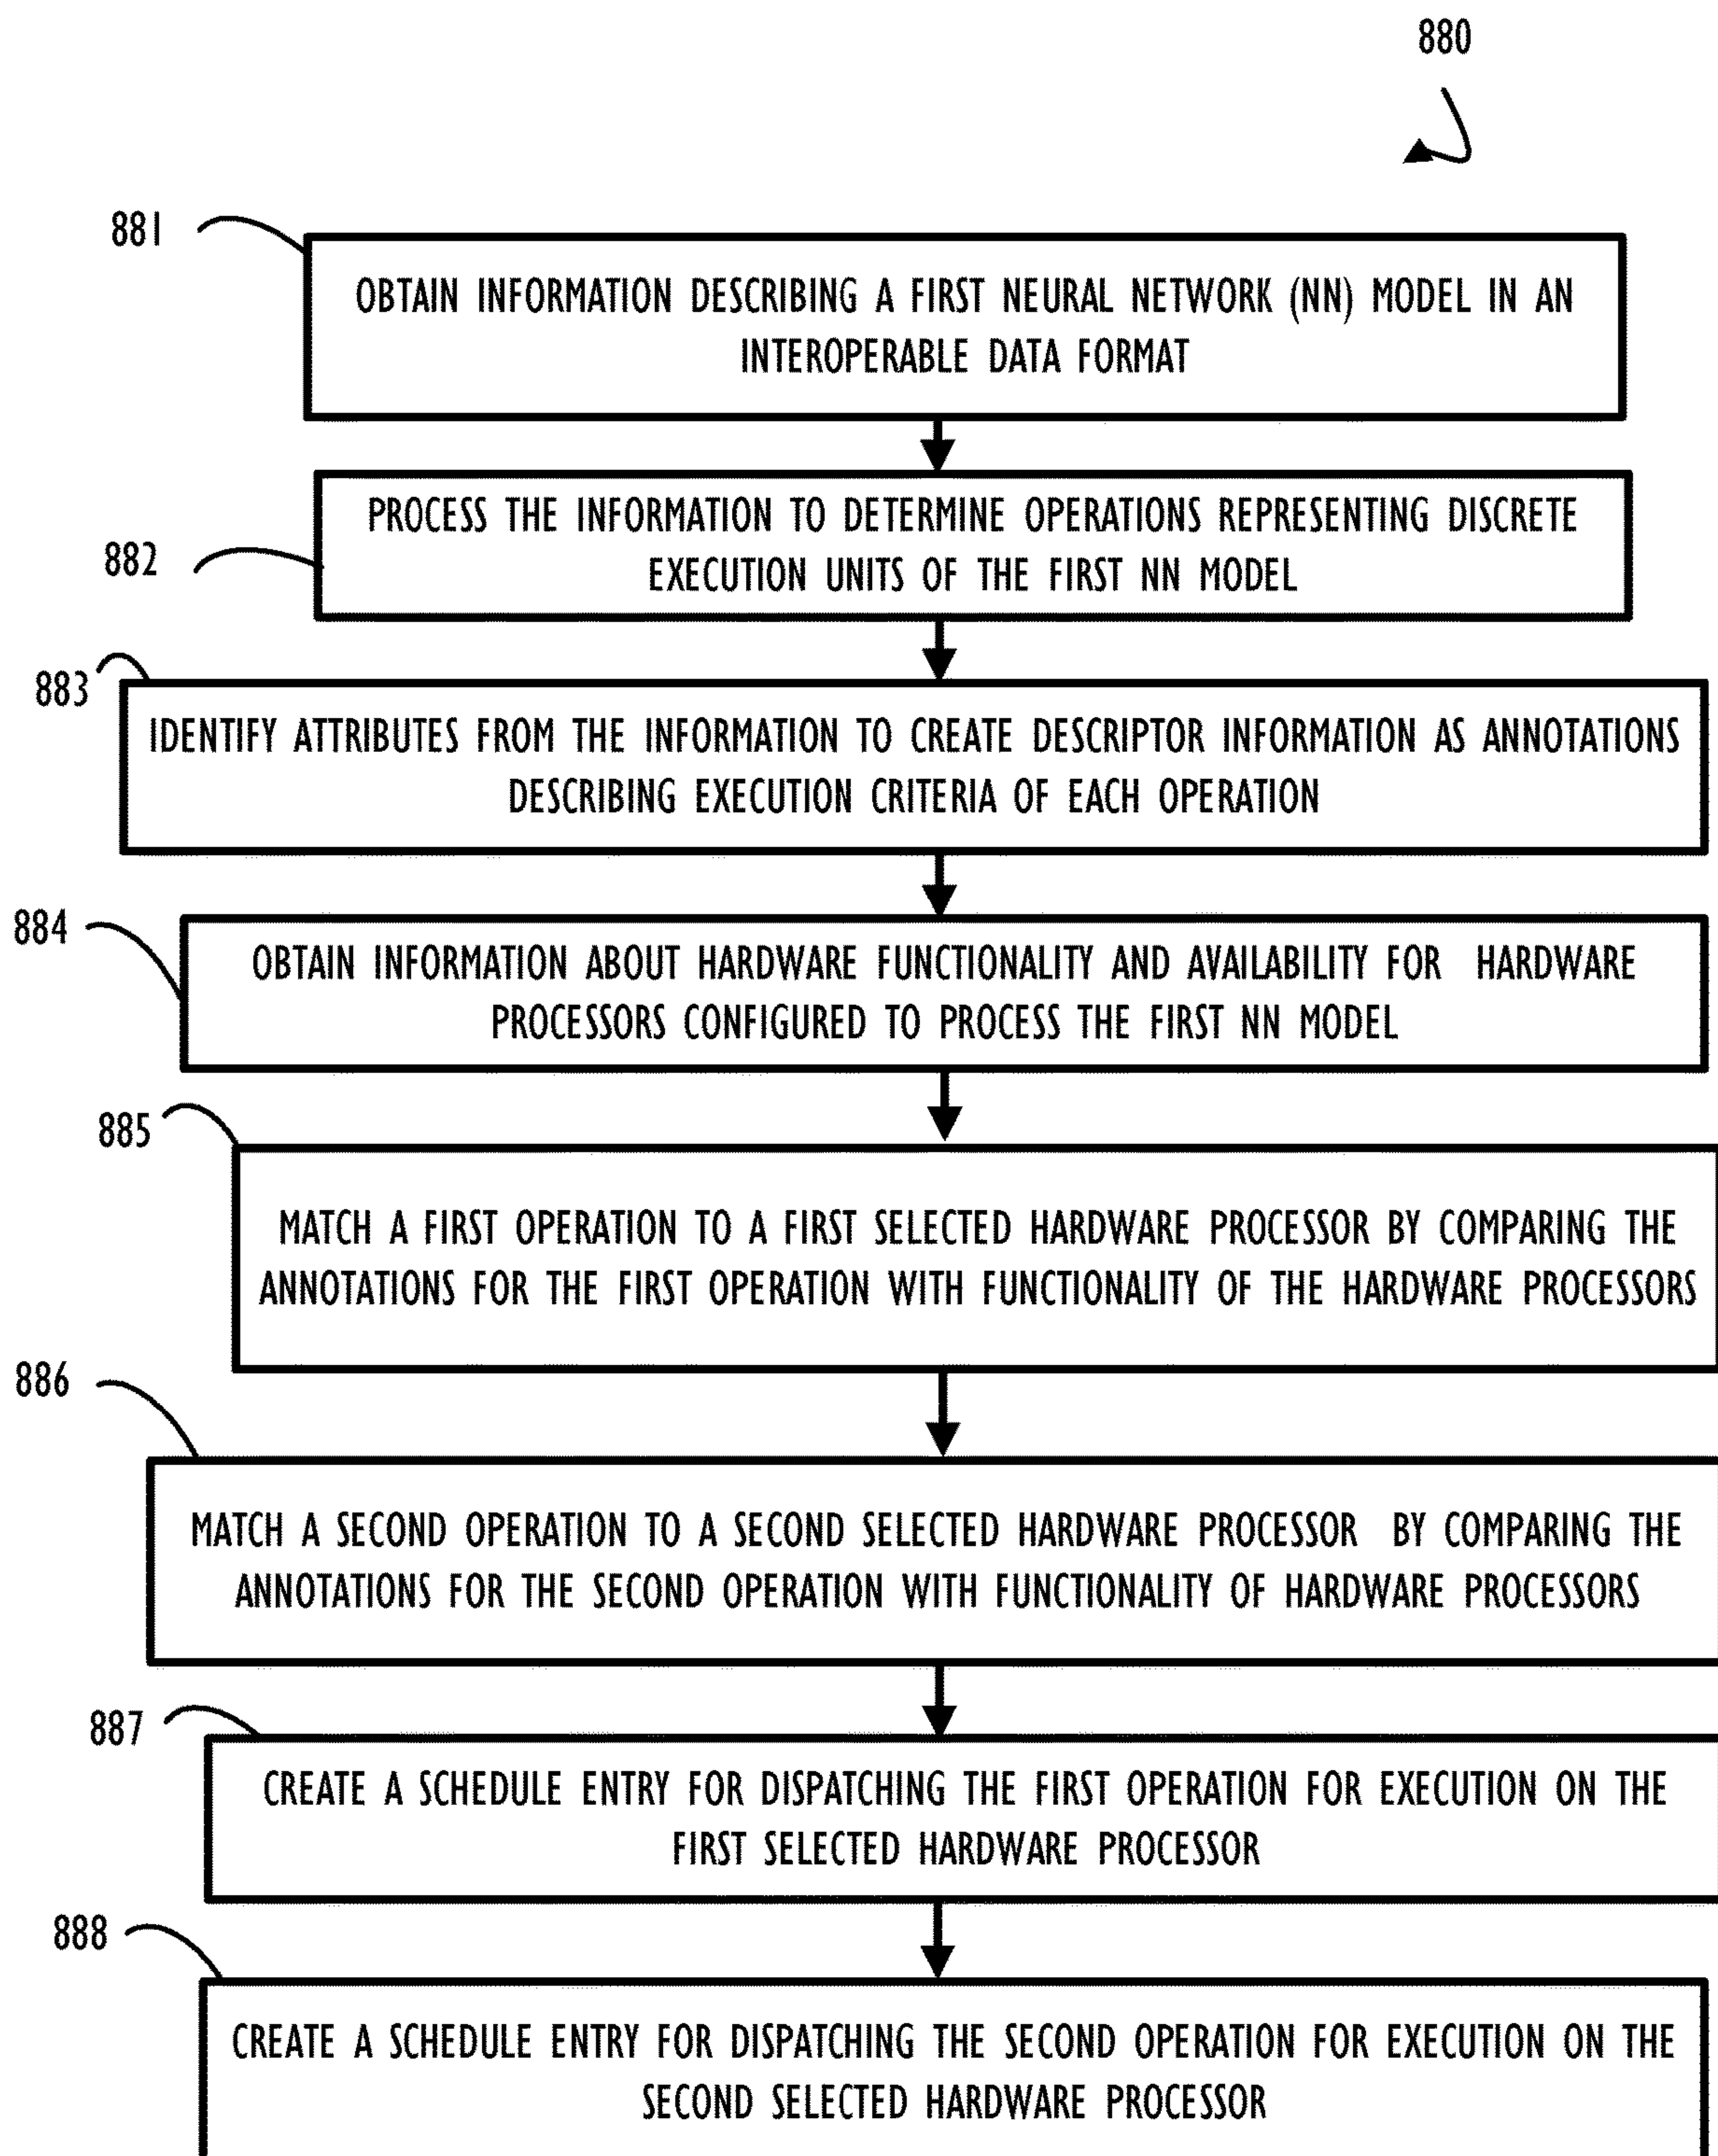 880
881
OBTAIN INFORMATION DESCRIBING A FIRST NEURAL NETWORK (NN) MODEL IN AN
INTEROPERABLE DATA FORMAT
882
PROCESS THE INFORMATION TO DETERMINE OPERATIONS REPRESENTING DISCRETE
EXECUTION UNITS OF THE FIRST NN MODEL
883
IDENTIFY ATTRIBUTES FROM THE INFORMATION TO CREATE DESCRIPTOR INFORMATION AS ANNOTATIONS
DESCRIBING EXECUTION CRITERIA OF EACH OPERATION
884
OBTAIN INFORMATION ABOUT HARDWARE FUNCTIONALITY AND AVAILABILITY FOR HARDWARE
PROCESSORS CONFIGURED TO PROCESS THE FIRST NN MODEL
885
MATCH A FIRST OPERATION TO A FIRST SELECTED HARDWARE PROCESSOR BY COMPARING THE
ANNOTATIONS FOR THE FIRST OPERATION WITH FUNCTIONALITY OF THE HARDWARE PROCESSORS
886
MATCH A SECOND OPERATION TO A SECOND SELECTED HARDWARE PROCESSOR BY COMPARING THE
ANNOTATIONS FOR THE SECOND OPERATION WITH FUNCTIONALITY OF HARDWARE PROCESSORS
887
CREATE A SCHEDULE ENTRY FOR DISPATCHING THE FIRST OPERATION FOR EXECUTION ON THE
FIRST SELECTED HARDWARE PROCESSOR
888
CREATE A SCHEDULE ENTRY FOR DISPATCHING THE SECOND OPERATION FOR EXECUTION ON THE
SECOND SELECTED HARDWARE PROCESSOR